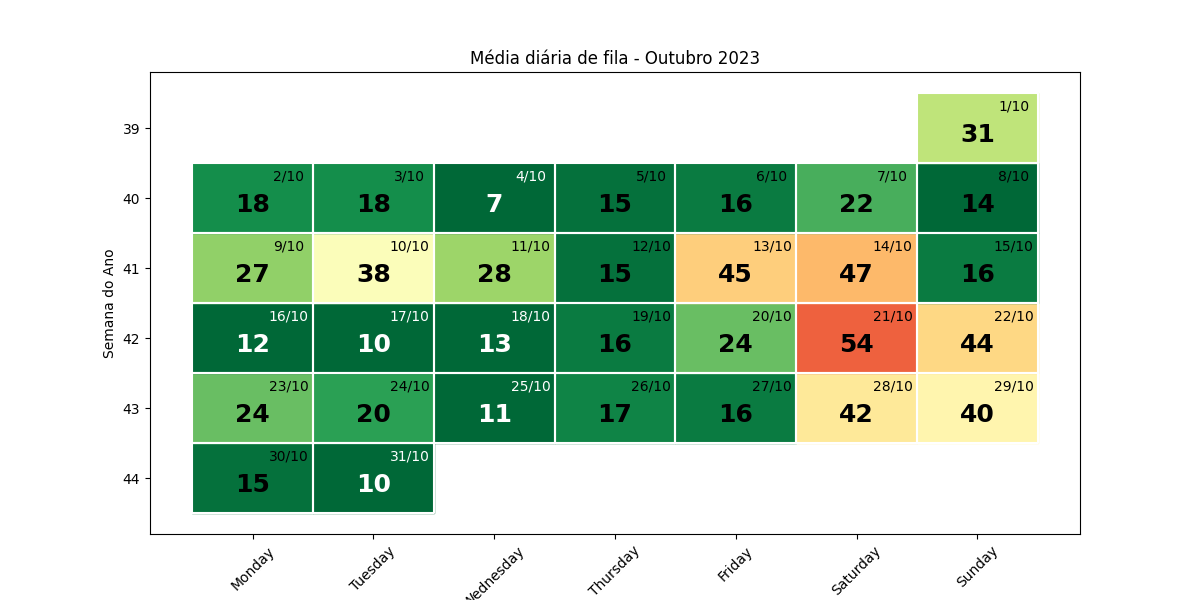 Média diária de fila - Outubro 2023
Semana do Ano
39
1/10
31
40
2/10 3/10 4/10 5/10 6/10 7/10 8/10
18 18 7 15 16 22 14
41
9/10 10/10 11/10 12/10 13/10 14/10 15/10
27 38 28 15 45 47 16
42
16/10 17/10 18/10 19/10 20/10 21/10 22/10
12 10 13 16 24 54 44
43
23/10 24/10 25/10 26/10 27/10 28/10 29/10
24 20 11 17 16 42 40
44
30/10 31/10
15 10
Monday Tuesday Wednesday Thursday Friday Saturday Sunday